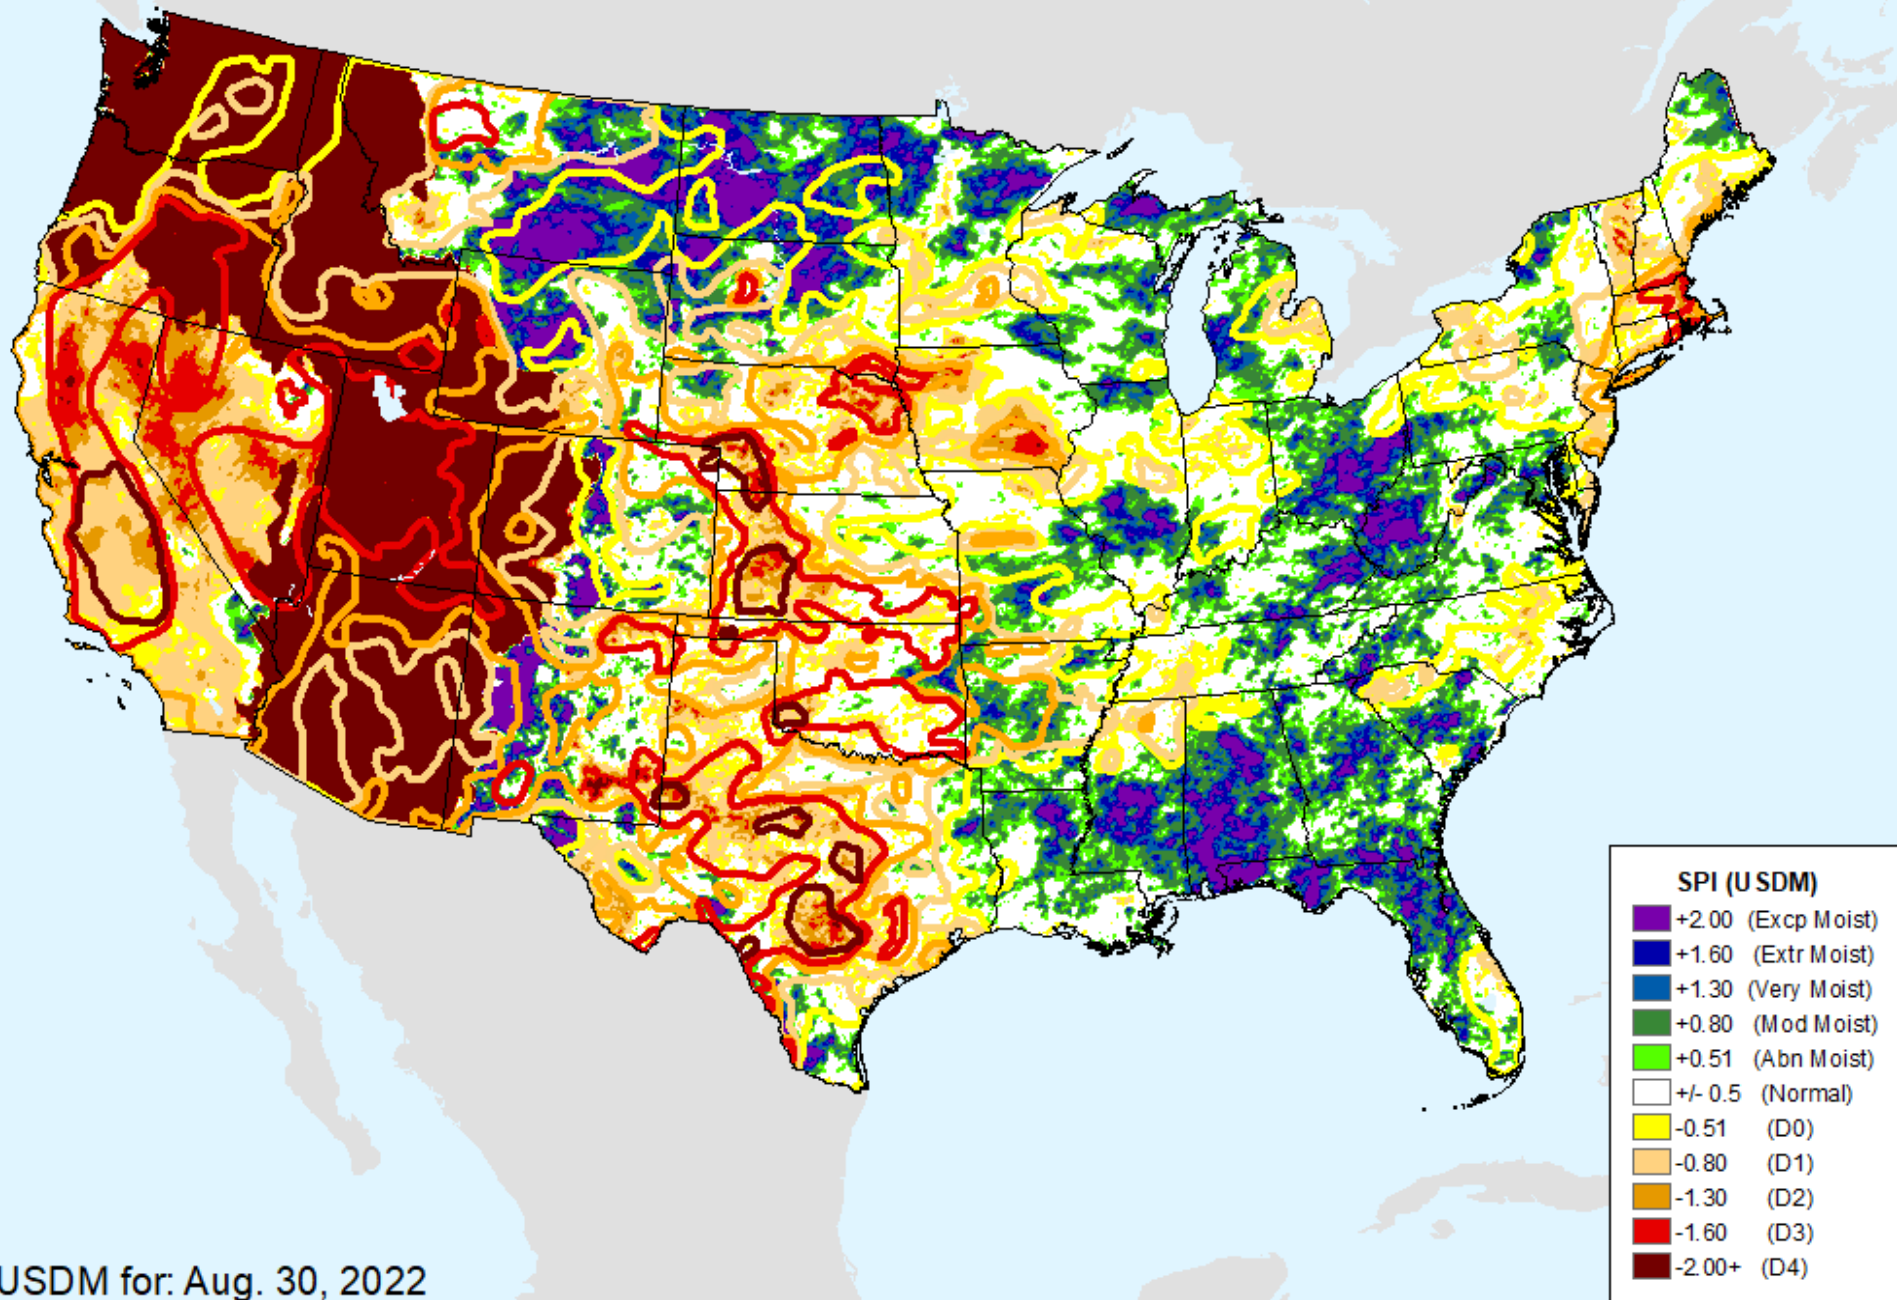 SPI (USDM)
+2.00 (Excp Moist)
+1.60 (Extr Moist)
+1.30 (Very Moist)
+0.80 (Mod Moist)
+0.51 (Abn Moist)
+/- 0.5 (Normal)
-0.51 (D0)
-0.80 (D1)
-1.30 (D2)
-1.60 (D3)
-2.00+ (D4)
USDM for: Aug. 30, 2022